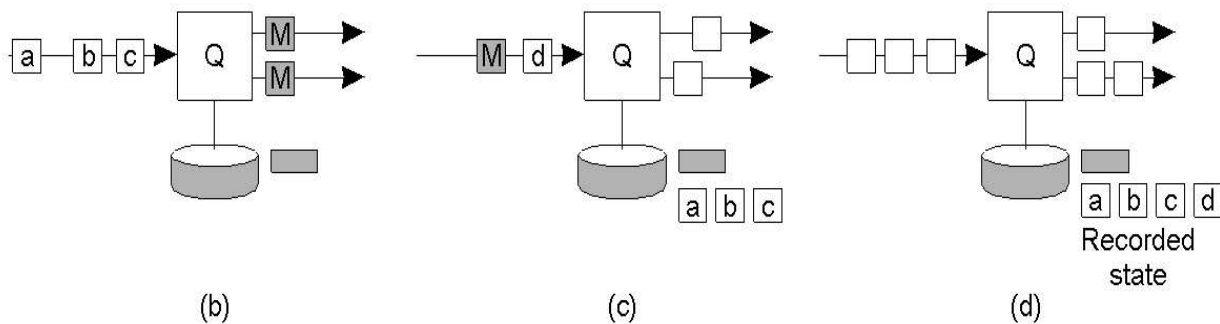 M
a b c Q
M
M d Q
Q
a b c
a b c d
Recorded
state
(b) (c) (d)